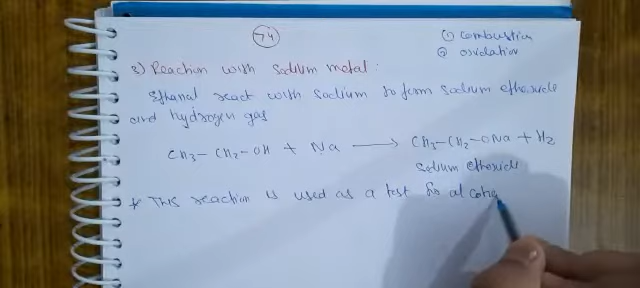 74
① Combustion
② oxidation
3) Reaction with sodium metal:
Ethanol react with sodium to form sodium ethoxide
and hydrogen gas
CH3-CH2-OH + Na → CH3-CH2-ONa + H2
Sodium ethoxide
* This reaction is used as a test for alcoho